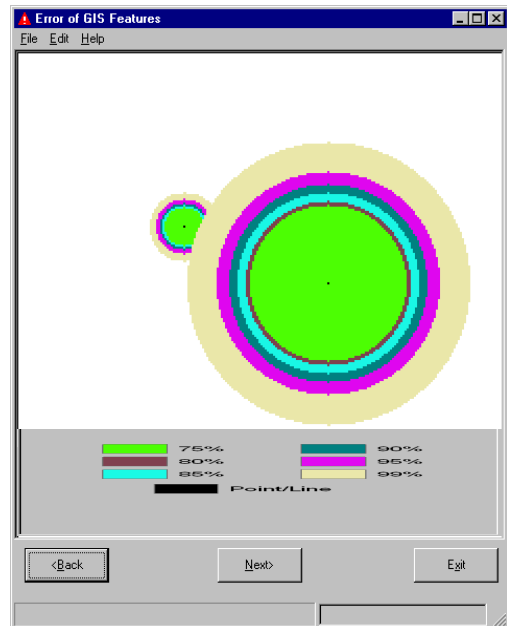 Error of GIS Features
File Edit Help
75% 90%
80% 95%
85% 99%
Point/Line
<Back Next> Exit